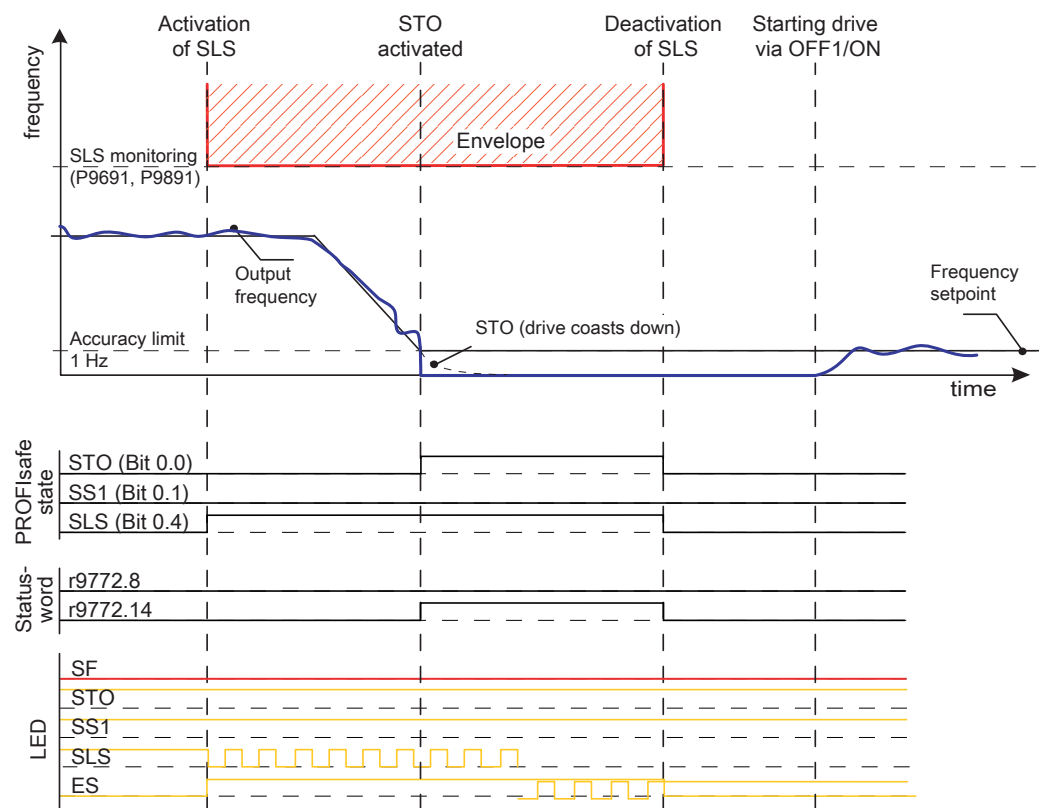 Activation
of SLS
STO
activated
Deactivation
of SLS
Starting drive
via OFF1/ON
frequency
Envelope
SLS monitoring
(P9691, P9891)
Output
frequency
Frequency
setpoint
STO (drive coasts down)
Accuracy limit
1 Hz
time
PROFIsafe
state
STO (Bit 0.0)
SS1 (Bit 0.1)
SLS (Bit 0.4)
Status-
word
r9772.8
r9772.14
LED
SF
STO
SS1
SLS
ES